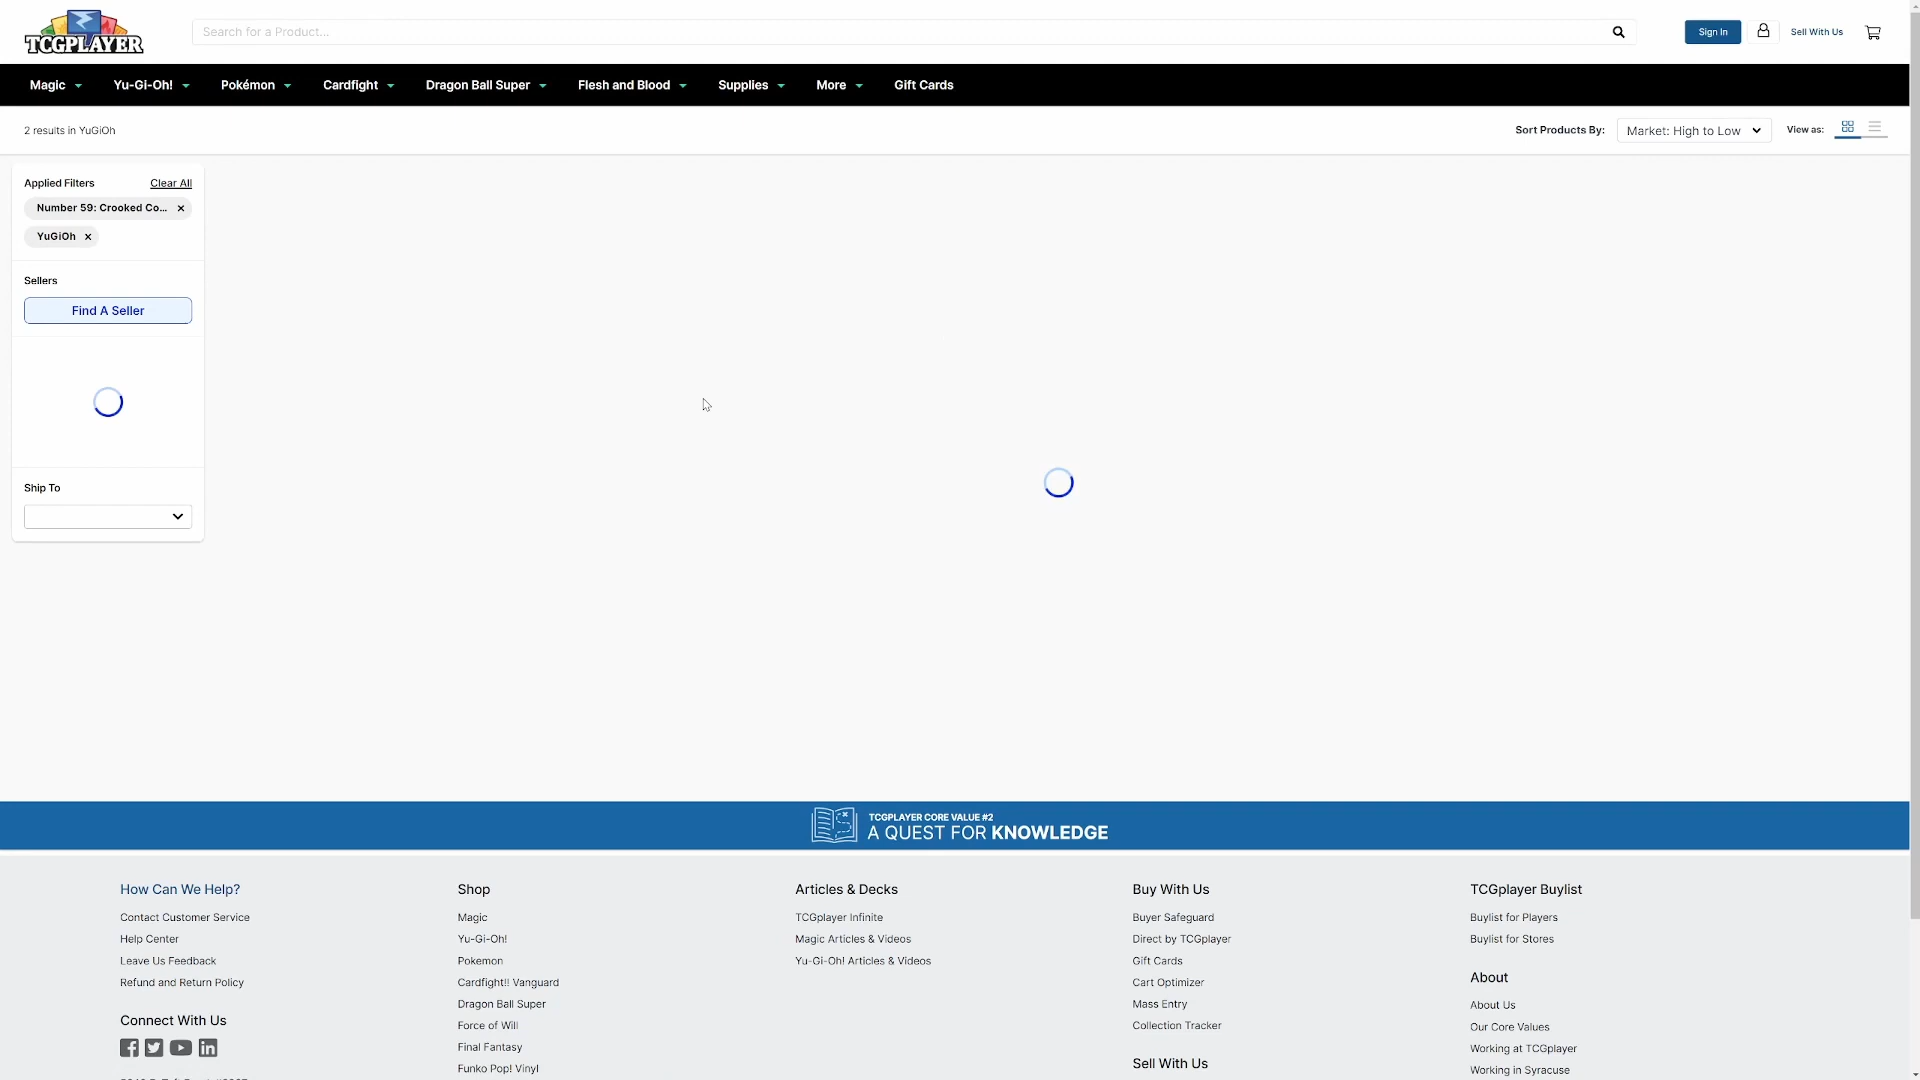 TCGPLAYER
Search for a Product...
Sign In
Sell With Us
Magic
Yu-Gi-Oh!
Pokémon
Cardfight
Dragon Ball Super
Flesh and Blood
Supplies
More
Gift Cards
2 results in YuGiOh
Sort Products By:
Market: High to Low
View as:
Applied Filters
Clear All
Number 59: Crooked Co...
YuGiOh
Sellers
Find A Seller
Ship To
TCGPLAYER CORE VALUE #2
A QUEST FOR KNOWLEDGE
How Can We Help?
Contact Customer Service
Help Center
Leave Us Feedback
Refund and Return Policy
Connect With Us
Shop
Magic
Yu-Gi-Oh!
Pokemon
Cardfight!! Vanguard
Dragon Ball Super
Force of Will
Final Fantasy
Funko Pop! Vinyl
Articles & Decks
TCGplayer Infinite
Magic Articles & Videos
Yu-Gi-Oh! Articles & Videos
Buy With Us
Buyer Safeguard
Direct by TCGplayer
Gift Cards
Cart Optimizer
Mass Entry
Collection Tracker
Sell With Us
TCGplayer Buylist
Buylist for Players
Buylist for Stores
About
About Us
Our Core Values
Working at TCGplayer
Working in Syracuse